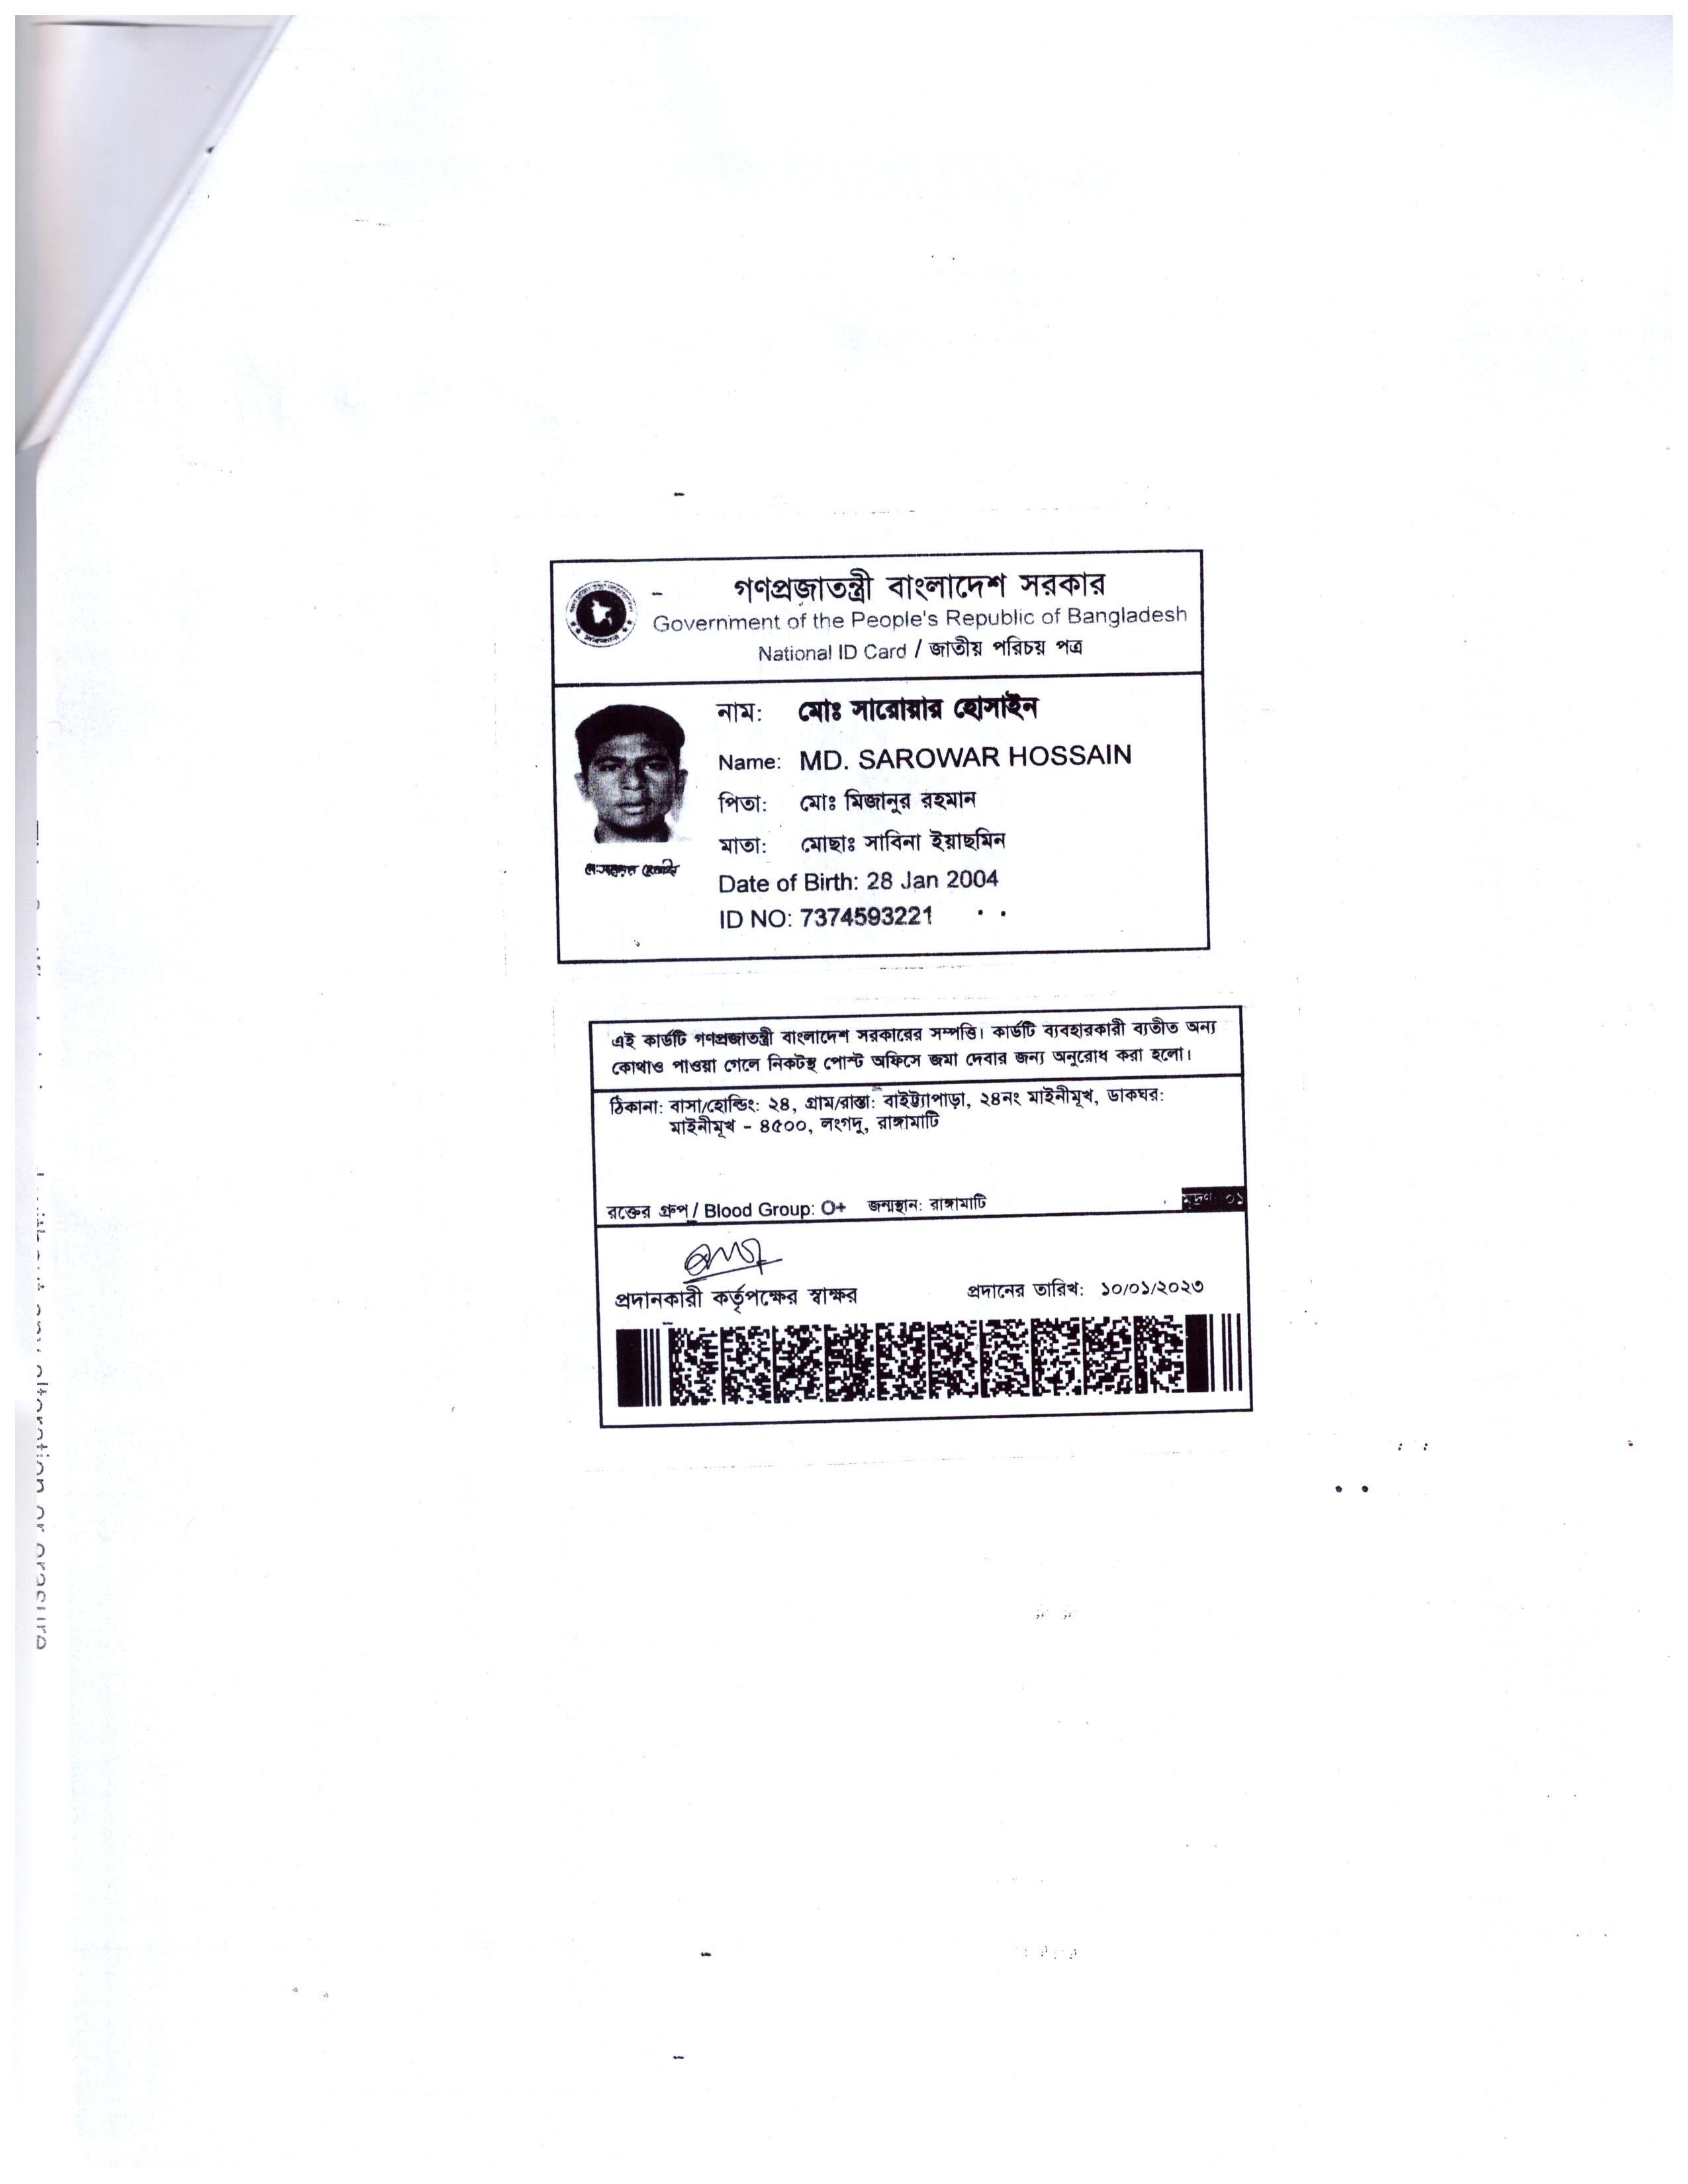 গণপ্রজাতন্ত্রী বাংলাদেশ সরকার
Government of the People's Republic of Bangladesh
National ID Card / জাতীয় পরিচয় পত্র
নাম: মোঃ সারোয়ার হোসাইন
Name: MD. SAROWAR HOSSAIN
পিতা: মোঃ মিজানুর রহমান
মাতা: মোছাঃ সাবিনা ইয়াছমিন
Date of Birth: 28 Jan 2004
ID NO: 7374593221
এই কার্ডটি গণপ্রজাতন্ত্রী বাংলাদেশ সরকারের সম্পত্তি। কার্ডটি ব্যবহারকারী ব্যতীত অন্য
কোথাও পাওয়া গেলে নিকটস্থ পোস্ট অফিসে জমা দেবার জন্য অনুরোধ করা হলো।
ঠিকানা: বাসা/হোল্ডিং: ২৪, গ্রাম/রাস্তা: বাইট্টাপাড়া, ২৪নং মাইনীমূখ, ডাকঘর:
মাইনীমূখ - ৪৫০০, লংগদু, রাঙ্গামাটি
রক্তের গ্রুপ / Blood Group: O+ জন্মস্থান: রাঙ্গামাটি মুদ্রণ: ০১
প্রদানকারী কর্তৃপক্ষের স্বাক্ষর প্রদানের তারিখ: ১০/০১/২০২৩
alteration or erasure